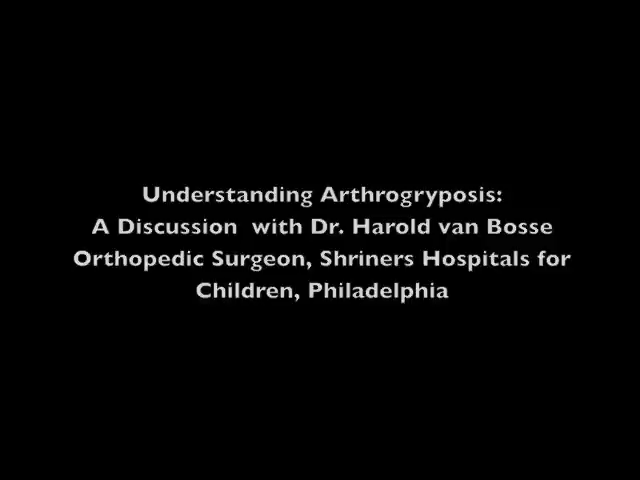 Understanding Arthrogryposis:
A Discussion with Dr. Harold van Bosse
Orthopedic Surgeon, Shriners Hospitals for
Children, Philadelphia